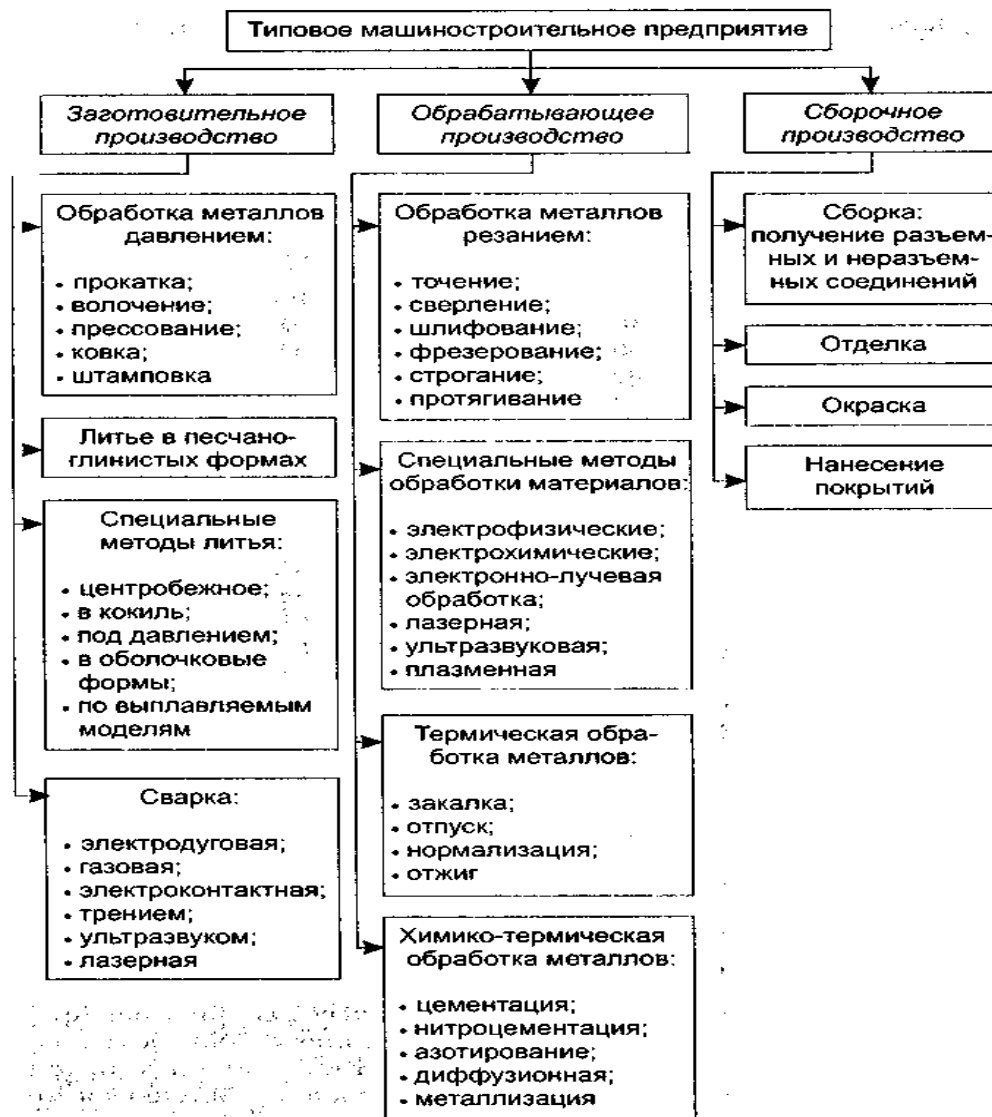 Типовое машиностроительное предприятие
Заготовительное
производство
Обрабатывающее
производство
Сборочное
производство
Обработка металлов
давлением:
• прокатка;
• волочение;
• прессование;
• ковка;
• штамповка
Литье в песчано-
глинистых формах
Специальные
методы литья:
• центробежное;
• в кокиль;
• под давлением;
• в оболочковые
формы;
• по выплавляемым
моделям
Сварка:
• электродуговая;
• газовая;
• электроконтактная;
• трением;
• ультразвуком;
• лазерная
Обработка металлов
резанием:
• точение;
• сверление;
• шлифование;
• фрезерование;
• строгание;
• протягивание
Специальные методы
обработки материалов:
• электрофизические;
• электрохимические;
• электронно-лучевая
обработка;
• лазерная;
• ультразвуковая;
• плазменная
Термическая обра-
ботка металлов:
• закалка;
• отпуск;
• нормализация;
• отжиг
Химико-термическая
обработка металлов:
• цементация;
• нитроцементация;
• азотирование;
• диффузионная;
• металлизация
Сборка:
получение разъем-
ных и неразъем-
ных соединений
Отделка
Окраска
Нанесение
покрытий